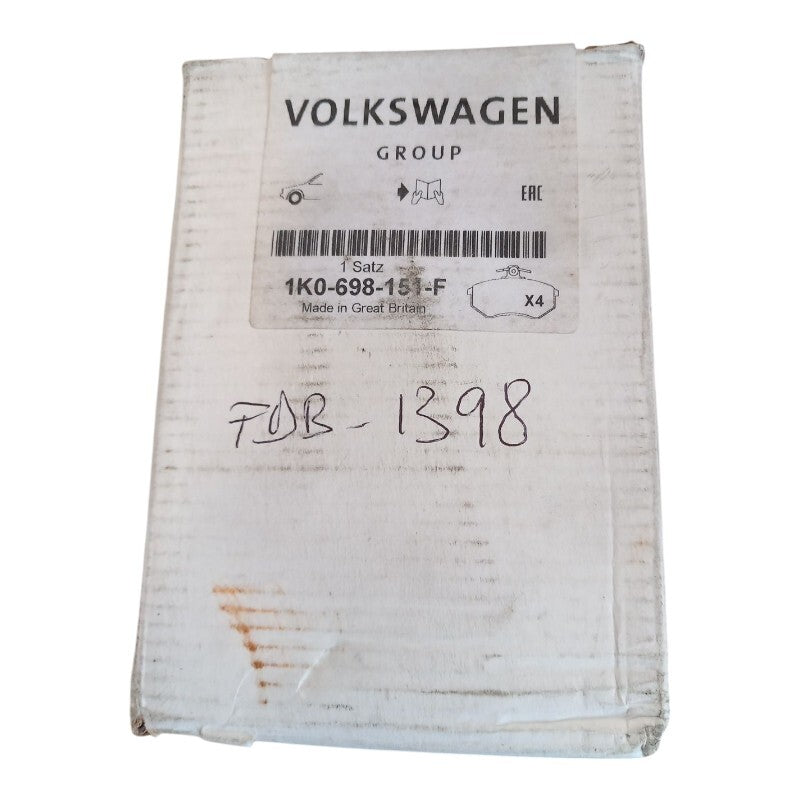 VOLKSWAGEN
GROUP
EAC
1 Satz
1K0-698-151-F
X4
Made in Great Britain
FDB - 1398